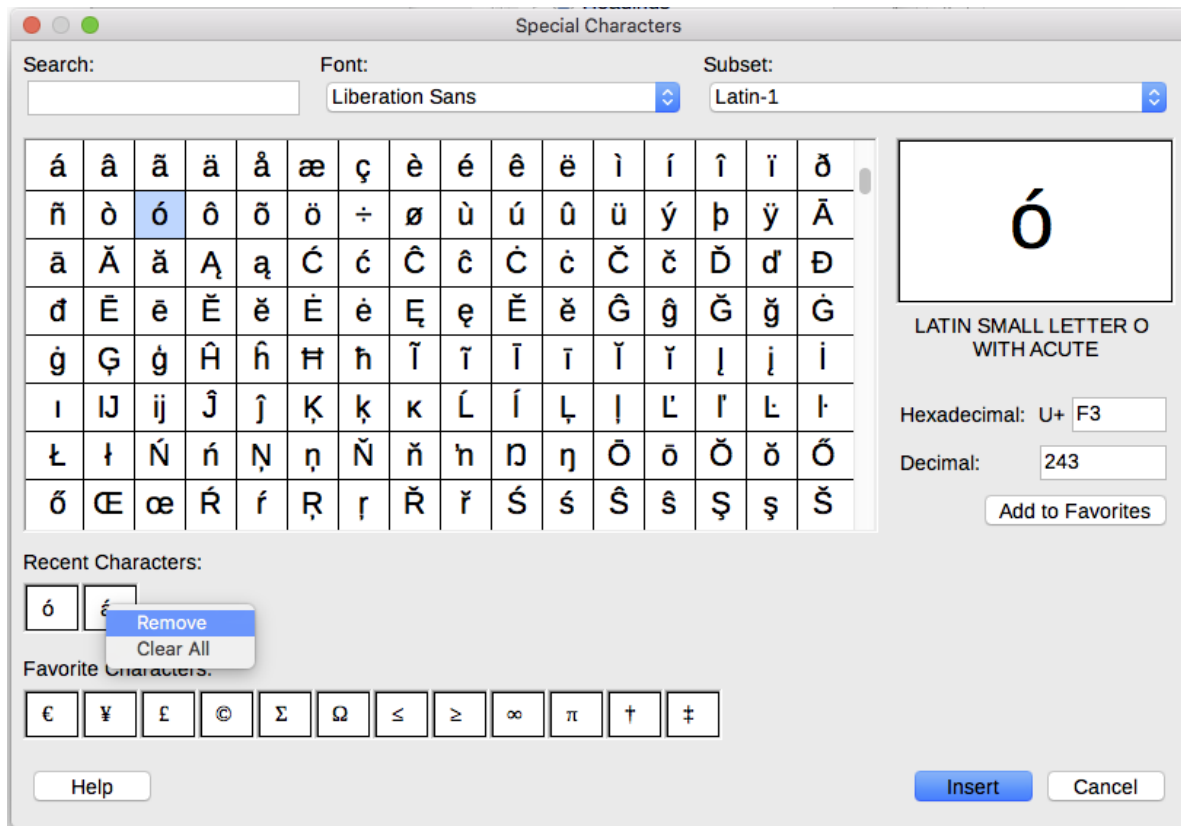 Special Characters
Search: Font: Subset:
Liberation Sans Latin-1
á â ã ä å æ ç è é ê ë ì í î ï ð
ñ ò ó ô õ ö ÷ ø ù ú û ü ý þ ÿ Ā
ā Ă ă Ą ą Ć ć Ĉ ĉ Ċ ċ Č č Ď ď Đ
đ Ē ē Ĕ ĕ Ė ė Ę ę Ě ě Ĝ ĝ Ğ ğ Ġ
ġ Ģ ģ Ĥ ĥ Ħ ħ Ĩ ĩ Ī ī Ĭ ĭ Į į İ
ı Ĳ ĳ Ĵ ĵ Ķ ķ ĸ Ĺ ĺ Ļ ļ Ľ ľ Ŀ ŀ
Ł ł Ń ń Ņ ņ Ň ň ŉ Ŋ ŋ Ō ō Ŏ ŏ Ő
ő Œ œ Ŕ ŕ Ŗ ŗ Ř ř Ś ś Ŝ ŝ Ş ş Š
ó
LATIN SMALL LETTER O
WITH ACUTE
Hexadecimal: U+ F3
Decimal: 243
Add to Favorites
Recent Characters:
ó á
Remove
Clear All
Favorite Characters:
€ ¥ £ © Σ Ω ≤ ≥ ∞ π † ‡
Help Insert Cancel